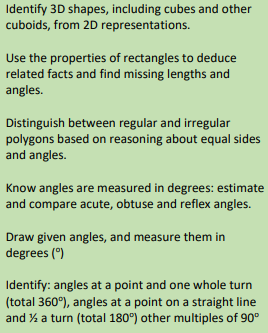 Identify 3D shapes, including cubes and other
cuboids, from 2D representations.
Use the properties of rectangles to deduce
related facts and find missing lengths and
angles.
Distinguish between regular and irregular
polygons based on reasoning about equal sides
and angles.
Know angles are measured in degrees: estimate
and compare acute, obtuse and reflex angles.
Draw given angles, and measure them in
degrees (°)
Identify: angles at a point and one whole turn
(total 360°), angles at a point on a straight line
and ½ a turn (total 180°) other multiples of 90°